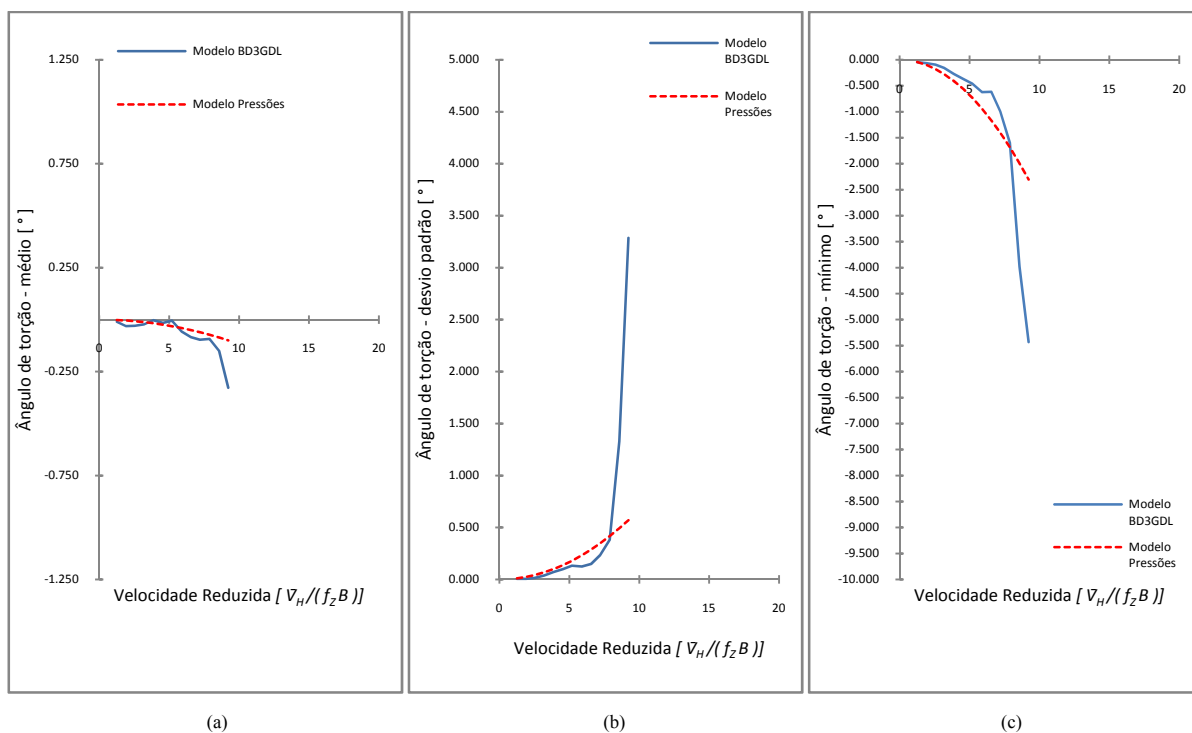 Modelo BD3GDL
Modelo Pressões
1.250
0.750
0.250
-0.250
-0.750
-1.250
0
5
10
15
20
Ângulo de torção - médio [ ° ]
Velocidade Reduzida [ V̄_H/( f_Z B )]
(a)
Modelo
BD3GDL
Modelo
Pressões
5.000
4.500
4.000
3.500
3.000
2.500
2.000
1.500
1.000
0.500
0.000
0
5
10
15
20
Ângulo de torção - desvio padrão [ ° ]
Velocidade Reduzida [ V̄_H/( f_Z B )]
(b)
0.000
-0.500
-1.000
-1.500
-2.000
-2.500
-3.000
-3.500
-4.000
-4.500
-5.000
-5.500
-6.000
-6.500
-7.000
-7.500
-8.000
-8.500
-9.000
-9.500
-10.000
0
5
10
15
20
Ângulo de torção - mínimo [ ° ]
Modelo
BD3GDL
Modelo
Pressões
Velocidade Reduzida [ V̄_H/( f_Z B )]
(c)